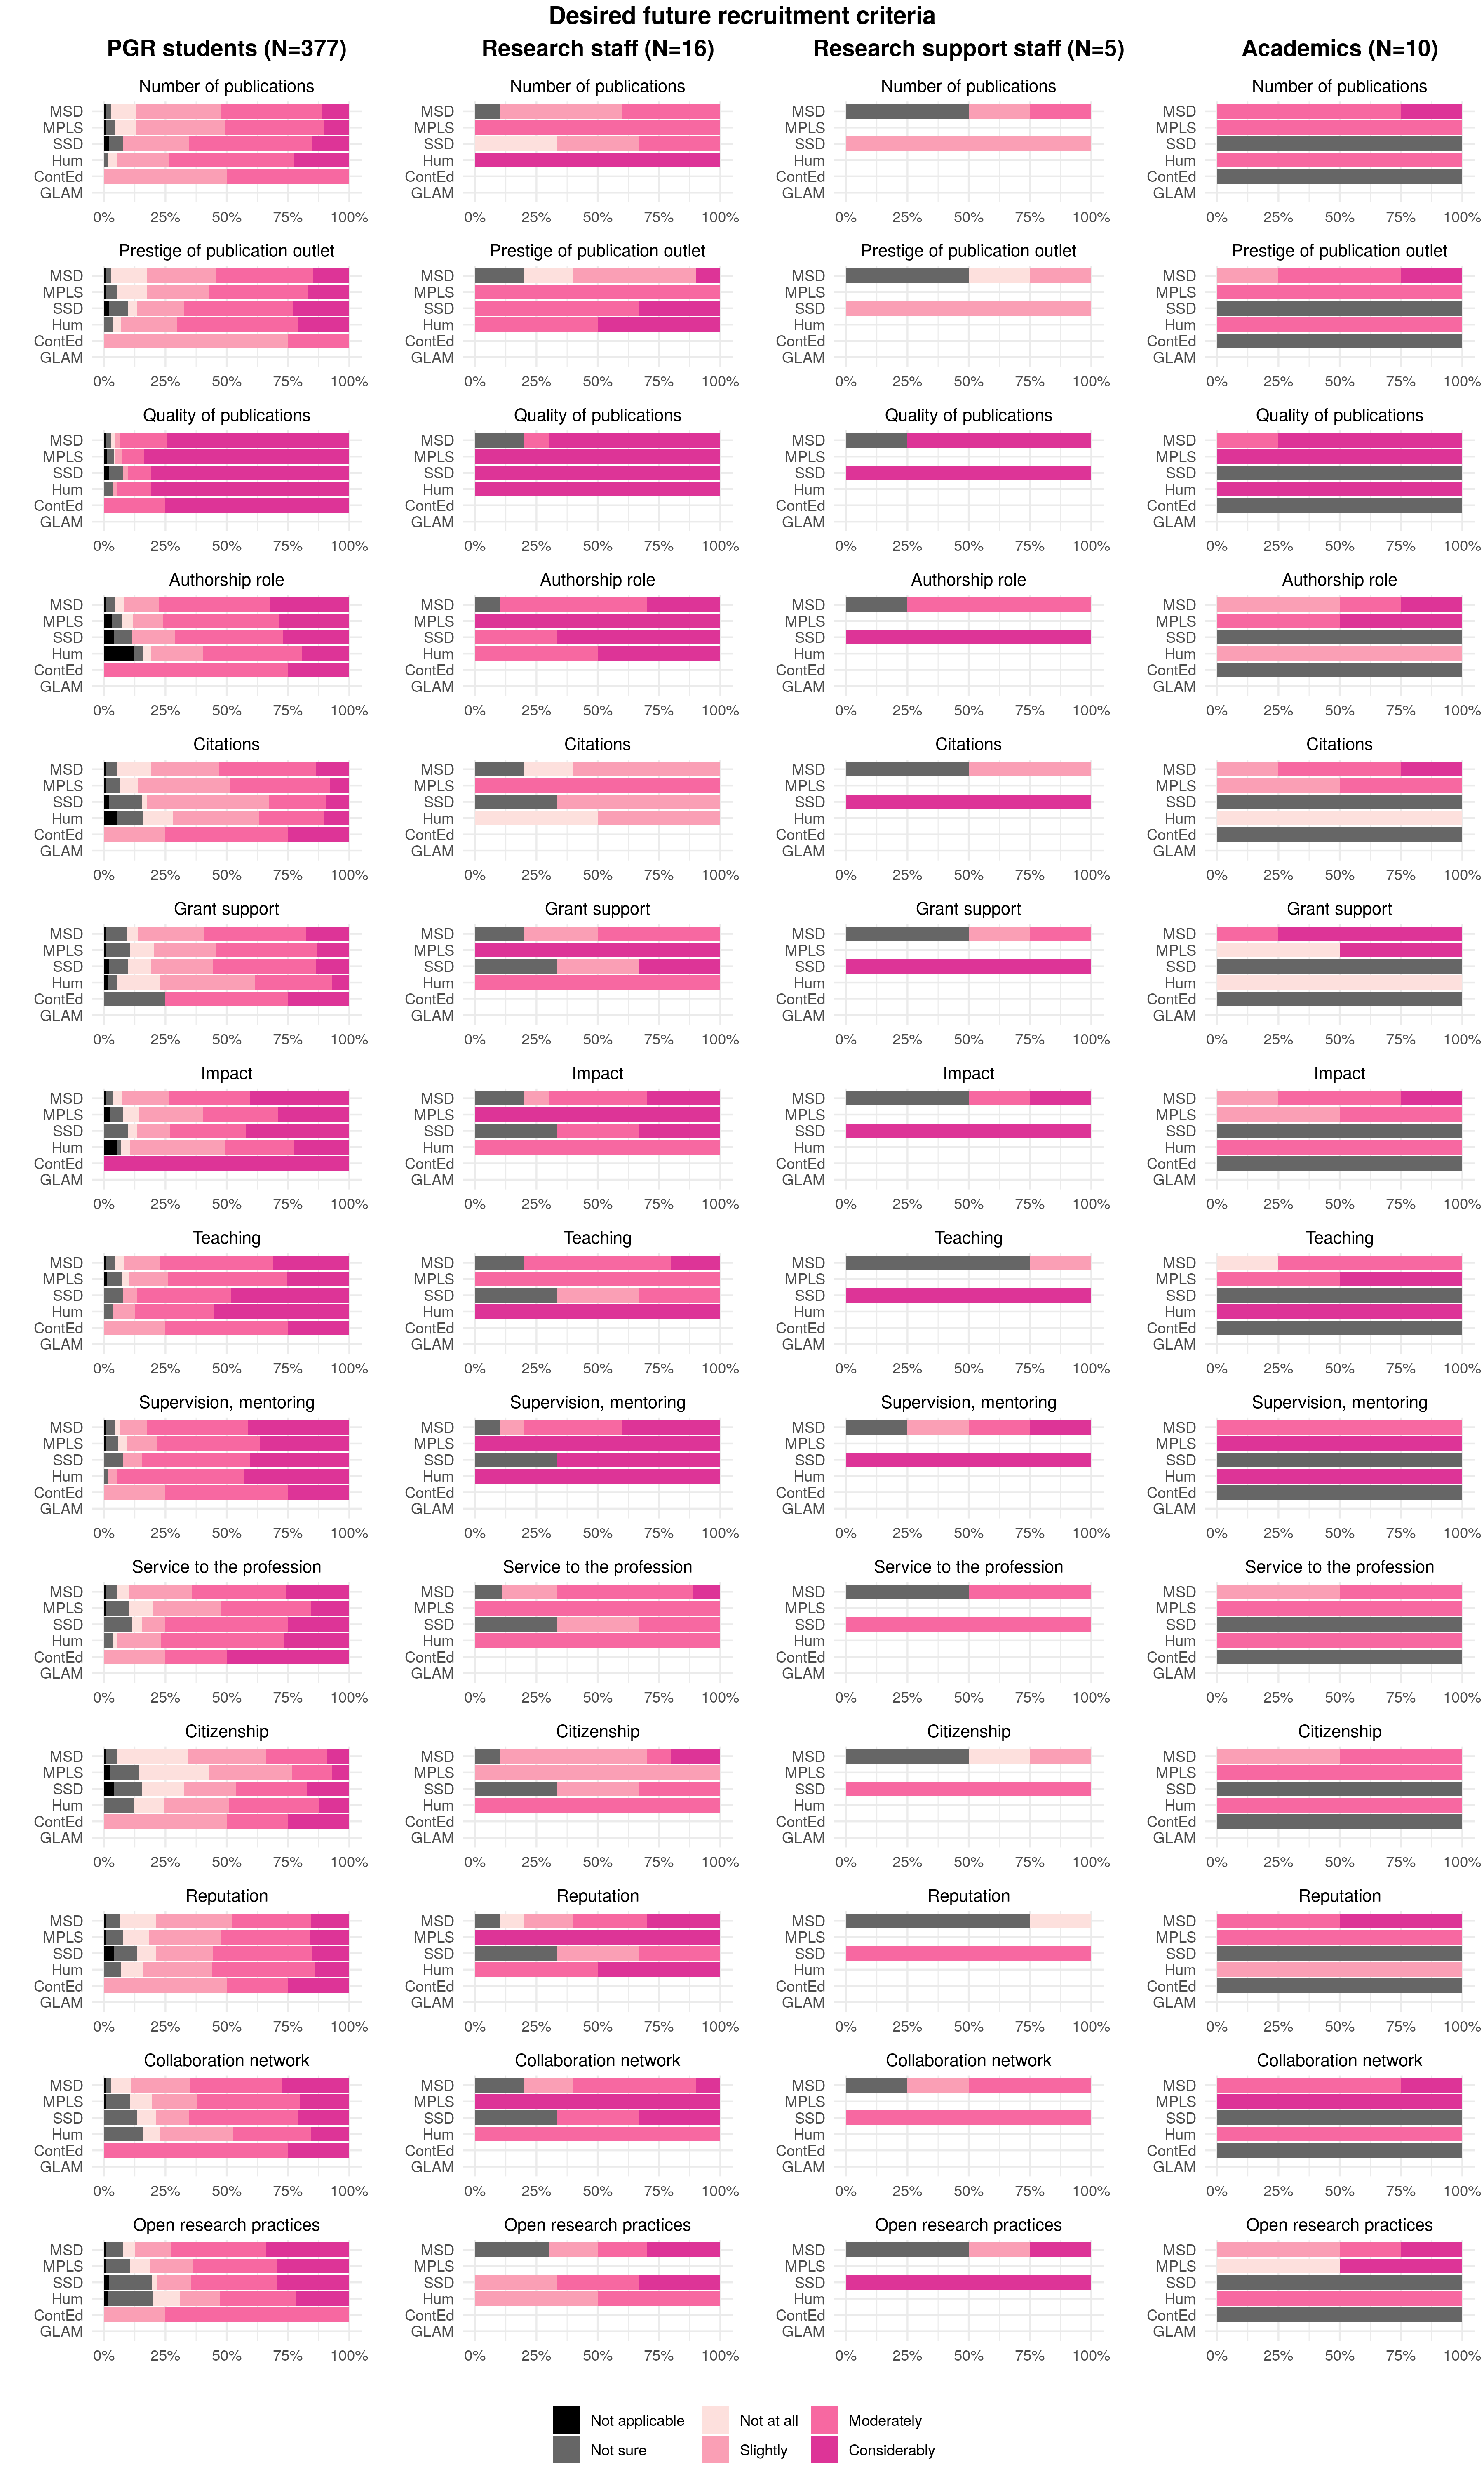 Desired future recruitment criteria
PGR students (N=377) Research staff (N=16) Research support staff (N=5) Academics (N=10)
Number of publications Number of publications Number of publications Number of publications
MSD MSD MSD MSD
MPLS MPLS MPLS MPLS
SSD SSD SSD SSD
Hum Hum Hum Hum
ContEd ContEd ContEd ContEd
GLAM GLAM GLAM GLAM
0% 25% 50% 75% 100% 0% 25% 50% 75% 100% 0% 25% 50% 75% 100% 0% 25% 50% 75% 100%
Prestige of publication outlet Prestige of publication outlet Prestige of publication outlet Prestige of publication outlet
MSD MSD MSD MSD
MPLS MPLS MPLS MPLS
SSD SSD SSD SSD
Hum Hum Hum Hum
ContEd ContEd ContEd ContEd
GLAM GLAM GLAM GLAM
0% 25% 50% 75% 100% 0% 25% 50% 75% 100% 0% 25% 50% 75% 100% 0% 25% 50% 75% 100%
Quality of publications Quality of publications Quality of publications Quality of publications
MSD MSD MSD MSD
MPLS MPLS MPLS MPLS
SSD SSD SSD SSD
Hum Hum Hum Hum
ContEd ContEd ContEd ContEd
GLAM GLAM GLAM GLAM
0% 25% 50% 75% 100% 0% 25% 50% 75% 100% 0% 25% 50% 75% 100% 0% 25% 50% 75% 100%
Authorship role Authorship role Authorship role Authorship role
MSD MSD MSD MSD
MPLS MPLS MPLS MPLS
SSD SSD SSD SSD
Hum Hum Hum Hum
ContEd ContEd ContEd ContEd
GLAM GLAM GLAM GLAM
0% 25% 50% 75% 100% 0% 25% 50% 75% 100% 0% 25% 50% 75% 100% 0% 25% 50% 75% 100%
Citations Citations Citations Citations
MSD MSD MSD MSD
MPLS MPLS MPLS MPLS
SSD SSD SSD SSD
Hum Hum Hum Hum
ContEd ContEd ContEd ContEd
GLAM GLAM GLAM GLAM
0% 25% 50% 75% 100% 0% 25% 50% 75% 100% 0% 25% 50% 75% 100% 0% 25% 50% 75% 100%
Grant support Grant support Grant support Grant support
MSD MSD MSD MSD
MPLS MPLS MPLS MPLS
SSD SSD SSD SSD
Hum Hum Hum Hum
ContEd ContEd ContEd ContEd
GLAM GLAM GLAM GLAM
0% 25% 50% 75% 100% 0% 25% 50% 75% 100% 0% 25% 50% 75% 100% 0% 25% 50% 75% 100%
Impact Impact Impact Impact
MSD MSD MSD MSD
MPLS MPLS MPLS MPLS
SSD SSD SSD SSD
Hum Hum Hum Hum
ContEd ContEd ContEd ContEd
GLAM GLAM GLAM GLAM
0% 25% 50% 75% 100% 0% 25% 50% 75% 100% 0% 25% 50% 75% 100% 0% 25% 50% 75% 100%
Teaching Teaching Teaching Teaching
MSD MSD MSD MSD
MPLS MPLS MPLS MPLS
SSD SSD SSD SSD
Hum Hum Hum Hum
ContEd ContEd ContEd ContEd
GLAM GLAM GLAM GLAM
0% 25% 50% 75% 100% 0% 25% 50% 75% 100% 0% 25% 50% 75% 100% 0% 25% 50% 75% 100%
Supervision, mentoring Supervision, mentoring Supervision, mentoring Supervision, mentoring
MSD MSD MSD MSD
MPLS MPLS MPLS MPLS
SSD SSD SSD SSD
Hum Hum Hum Hum
ContEd ContEd ContEd ContEd
GLAM GLAM GLAM GLAM
0% 25% 50% 75% 100% 0% 25% 50% 75% 100% 0% 25% 50% 75% 100% 0% 25% 50% 75% 100%
Service to the profession Service to the profession Service to the profession Service to the profession
MSD MSD MSD MSD
MPLS MPLS MPLS MPLS
SSD SSD SSD SSD
Hum Hum Hum Hum
ContEd ContEd ContEd ContEd
GLAM GLAM GLAM GLAM
0% 25% 50% 75% 100% 0% 25% 50% 75% 100% 0% 25% 50% 75% 100% 0% 25% 50% 75% 100%
Citizenship Citizenship Citizenship Citizenship
MSD MSD MSD MSD
MPLS MPLS MPLS MPLS
SSD SSD SSD SSD
Hum Hum Hum Hum
ContEd ContEd ContEd ContEd
GLAM GLAM GLAM GLAM
0% 25% 50% 75% 100% 0% 25% 50% 75% 100% 0% 25% 50% 75% 100% 0% 25% 50% 75% 100%
Reputation Reputation Reputation Reputation
MSD MSD MSD MSD
MPLS MPLS MPLS MPLS
SSD SSD SSD SSD
Hum Hum Hum Hum
ContEd ContEd ContEd ContEd
GLAM GLAM GLAM GLAM
0% 25% 50% 75% 100% 0% 25% 50% 75% 100% 0% 25% 50% 75% 100% 0% 25% 50% 75% 100%
Collaboration network Collaboration network Collaboration network Collaboration network
MSD MSD MSD MSD
MPLS MPLS MPLS MPLS
SSD SSD SSD SSD
Hum Hum Hum Hum
ContEd ContEd ContEd ContEd
GLAM GLAM GLAM GLAM
0% 25% 50% 75% 100% 0% 25% 50% 75% 100% 0% 25% 50% 75% 100% 0% 25% 50% 75% 100%
Open research practices Open research practices Open research practices Open research practices
MSD MSD MSD MSD
MPLS MPLS MPLS MPLS
SSD SSD SSD SSD
Hum Hum Hum Hum
ContEd ContEd ContEd ContEd
GLAM GLAM GLAM GLAM
0% 25% 50% 75% 100% 0% 25% 50% 75% 100% 0% 25% 50% 75% 100% 0% 25% 50% 75% 100%
Not applicable Not at all Moderately
Not sure Slightly Considerably